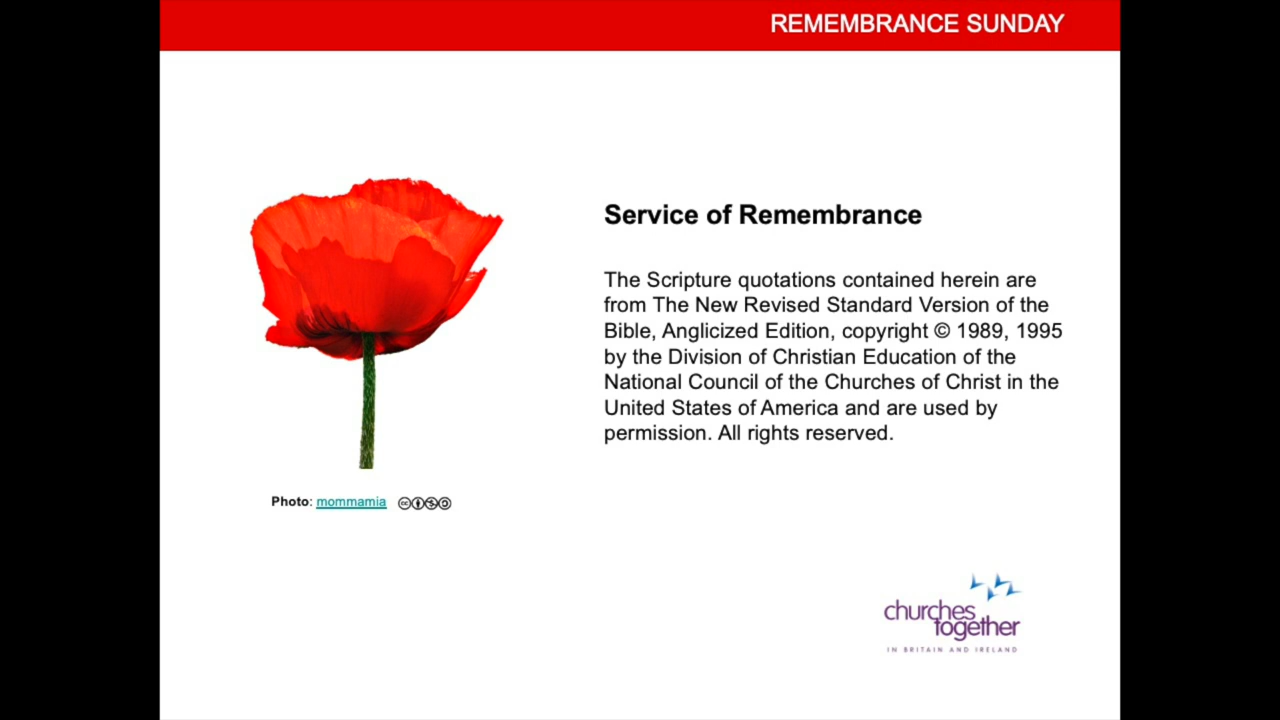 REMEMBRANCE SUNDAY
Service of Remembrance
The Scripture quotations contained herein are
from The New Revised Standard Version of the
Bible, Anglicized Edition, copyright © 1989, 1995
by the Division of Christian Education of the
National Council of the Churches of Christ in the
United States of America and are used by
permission. All rights reserved.
Photo: mommamia
churches
together
IN BRITAIN AND IRELAND